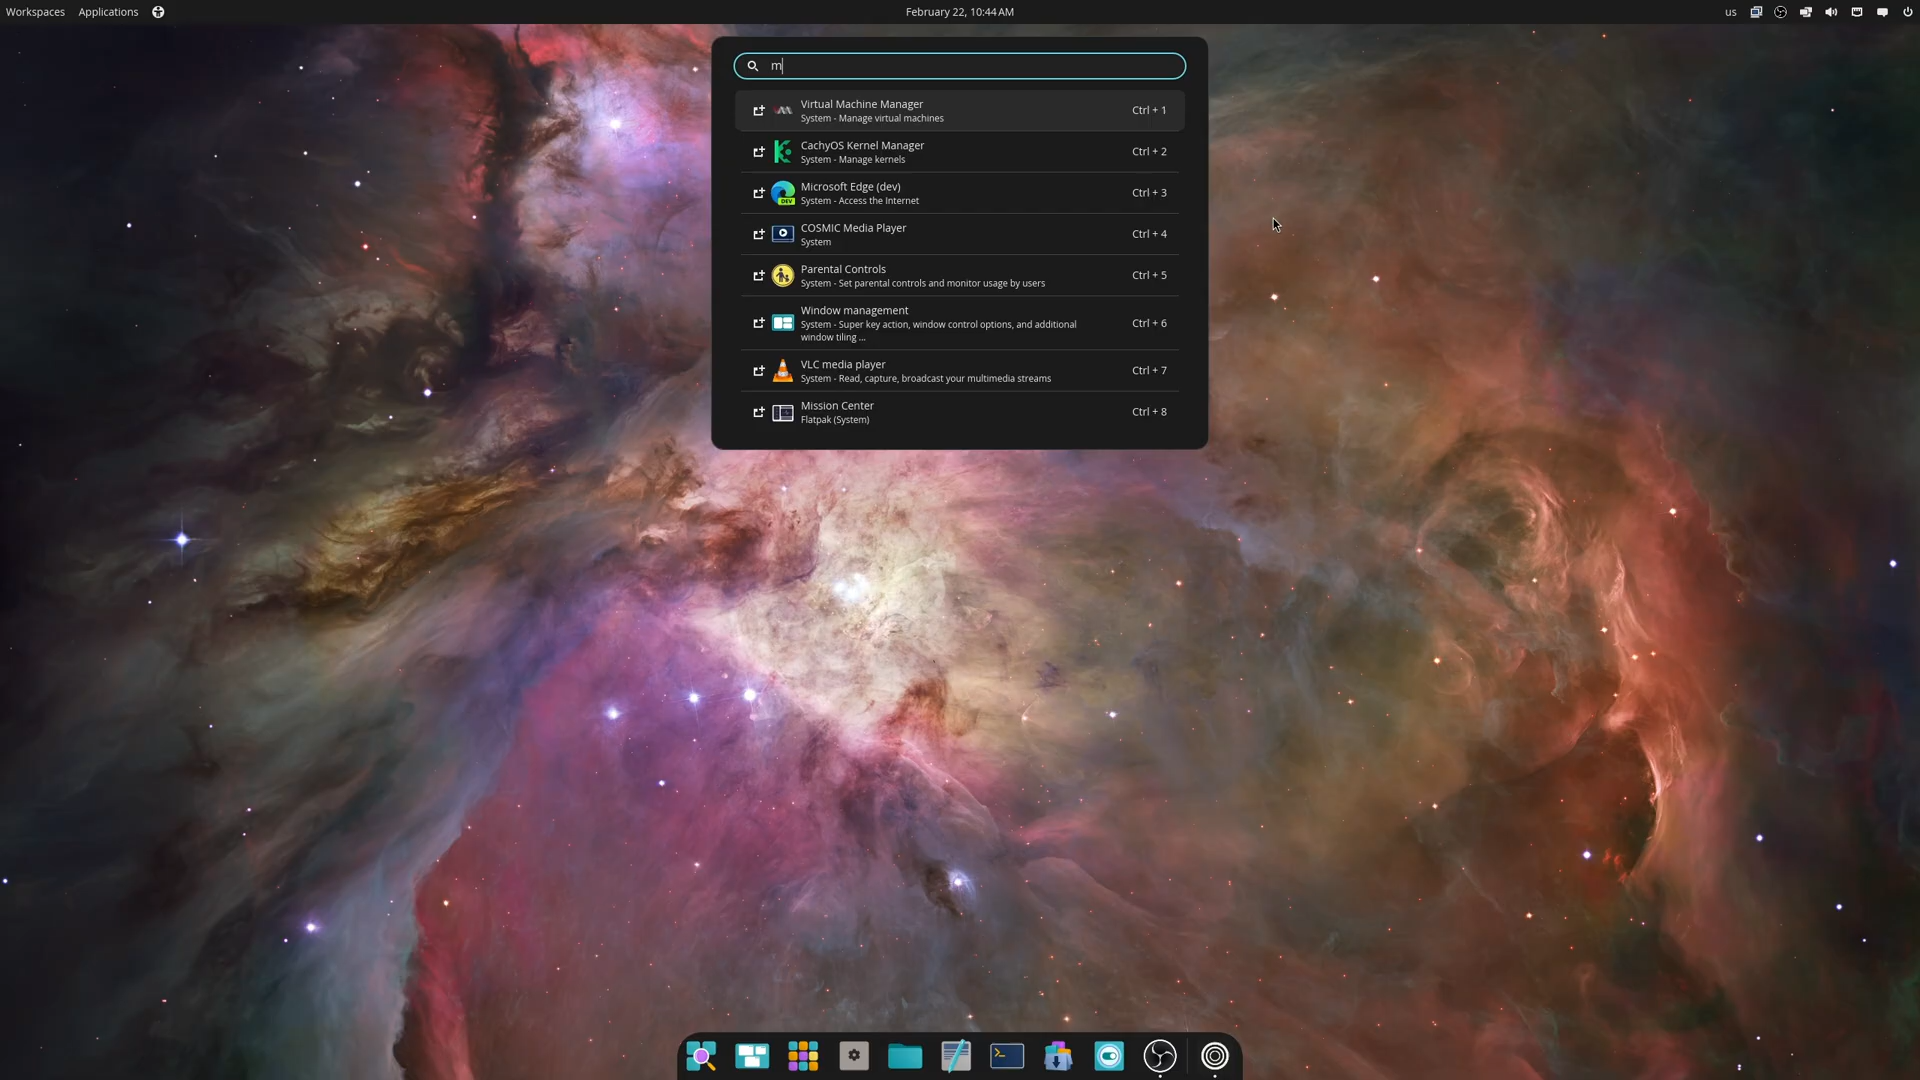 Workspaces Applications February 22, 10:44 AM us
m
Virtual Machine Manager
System - Manage virtual machines
Ctrl + 1
CachyOS Kernel Manager
System - Manage kernels
Ctrl + 2
Microsoft Edge (dev)
System - Access the Internet
Ctrl + 3
DEV
COSMIC Media Player
System
Ctrl + 4
Parental Controls
System - Set parental controls and monitor usage by users
Ctrl + 5
Window management
System - Super key action, window control options, and additional
window tiling ...
Ctrl + 6
VLC media player
System - Read, capture, broadcast your multimedia streams
Ctrl + 7
Mission Center
Flatpak (System)
Ctrl + 8